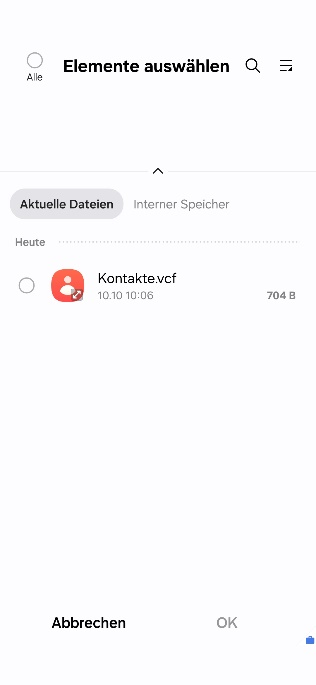 Elemente auswählen
Alle
Aktuelle Dateien Interner Speicher
Heute
Kontakte.vcf
10.10 10:06 704 B
Abbrechen OK